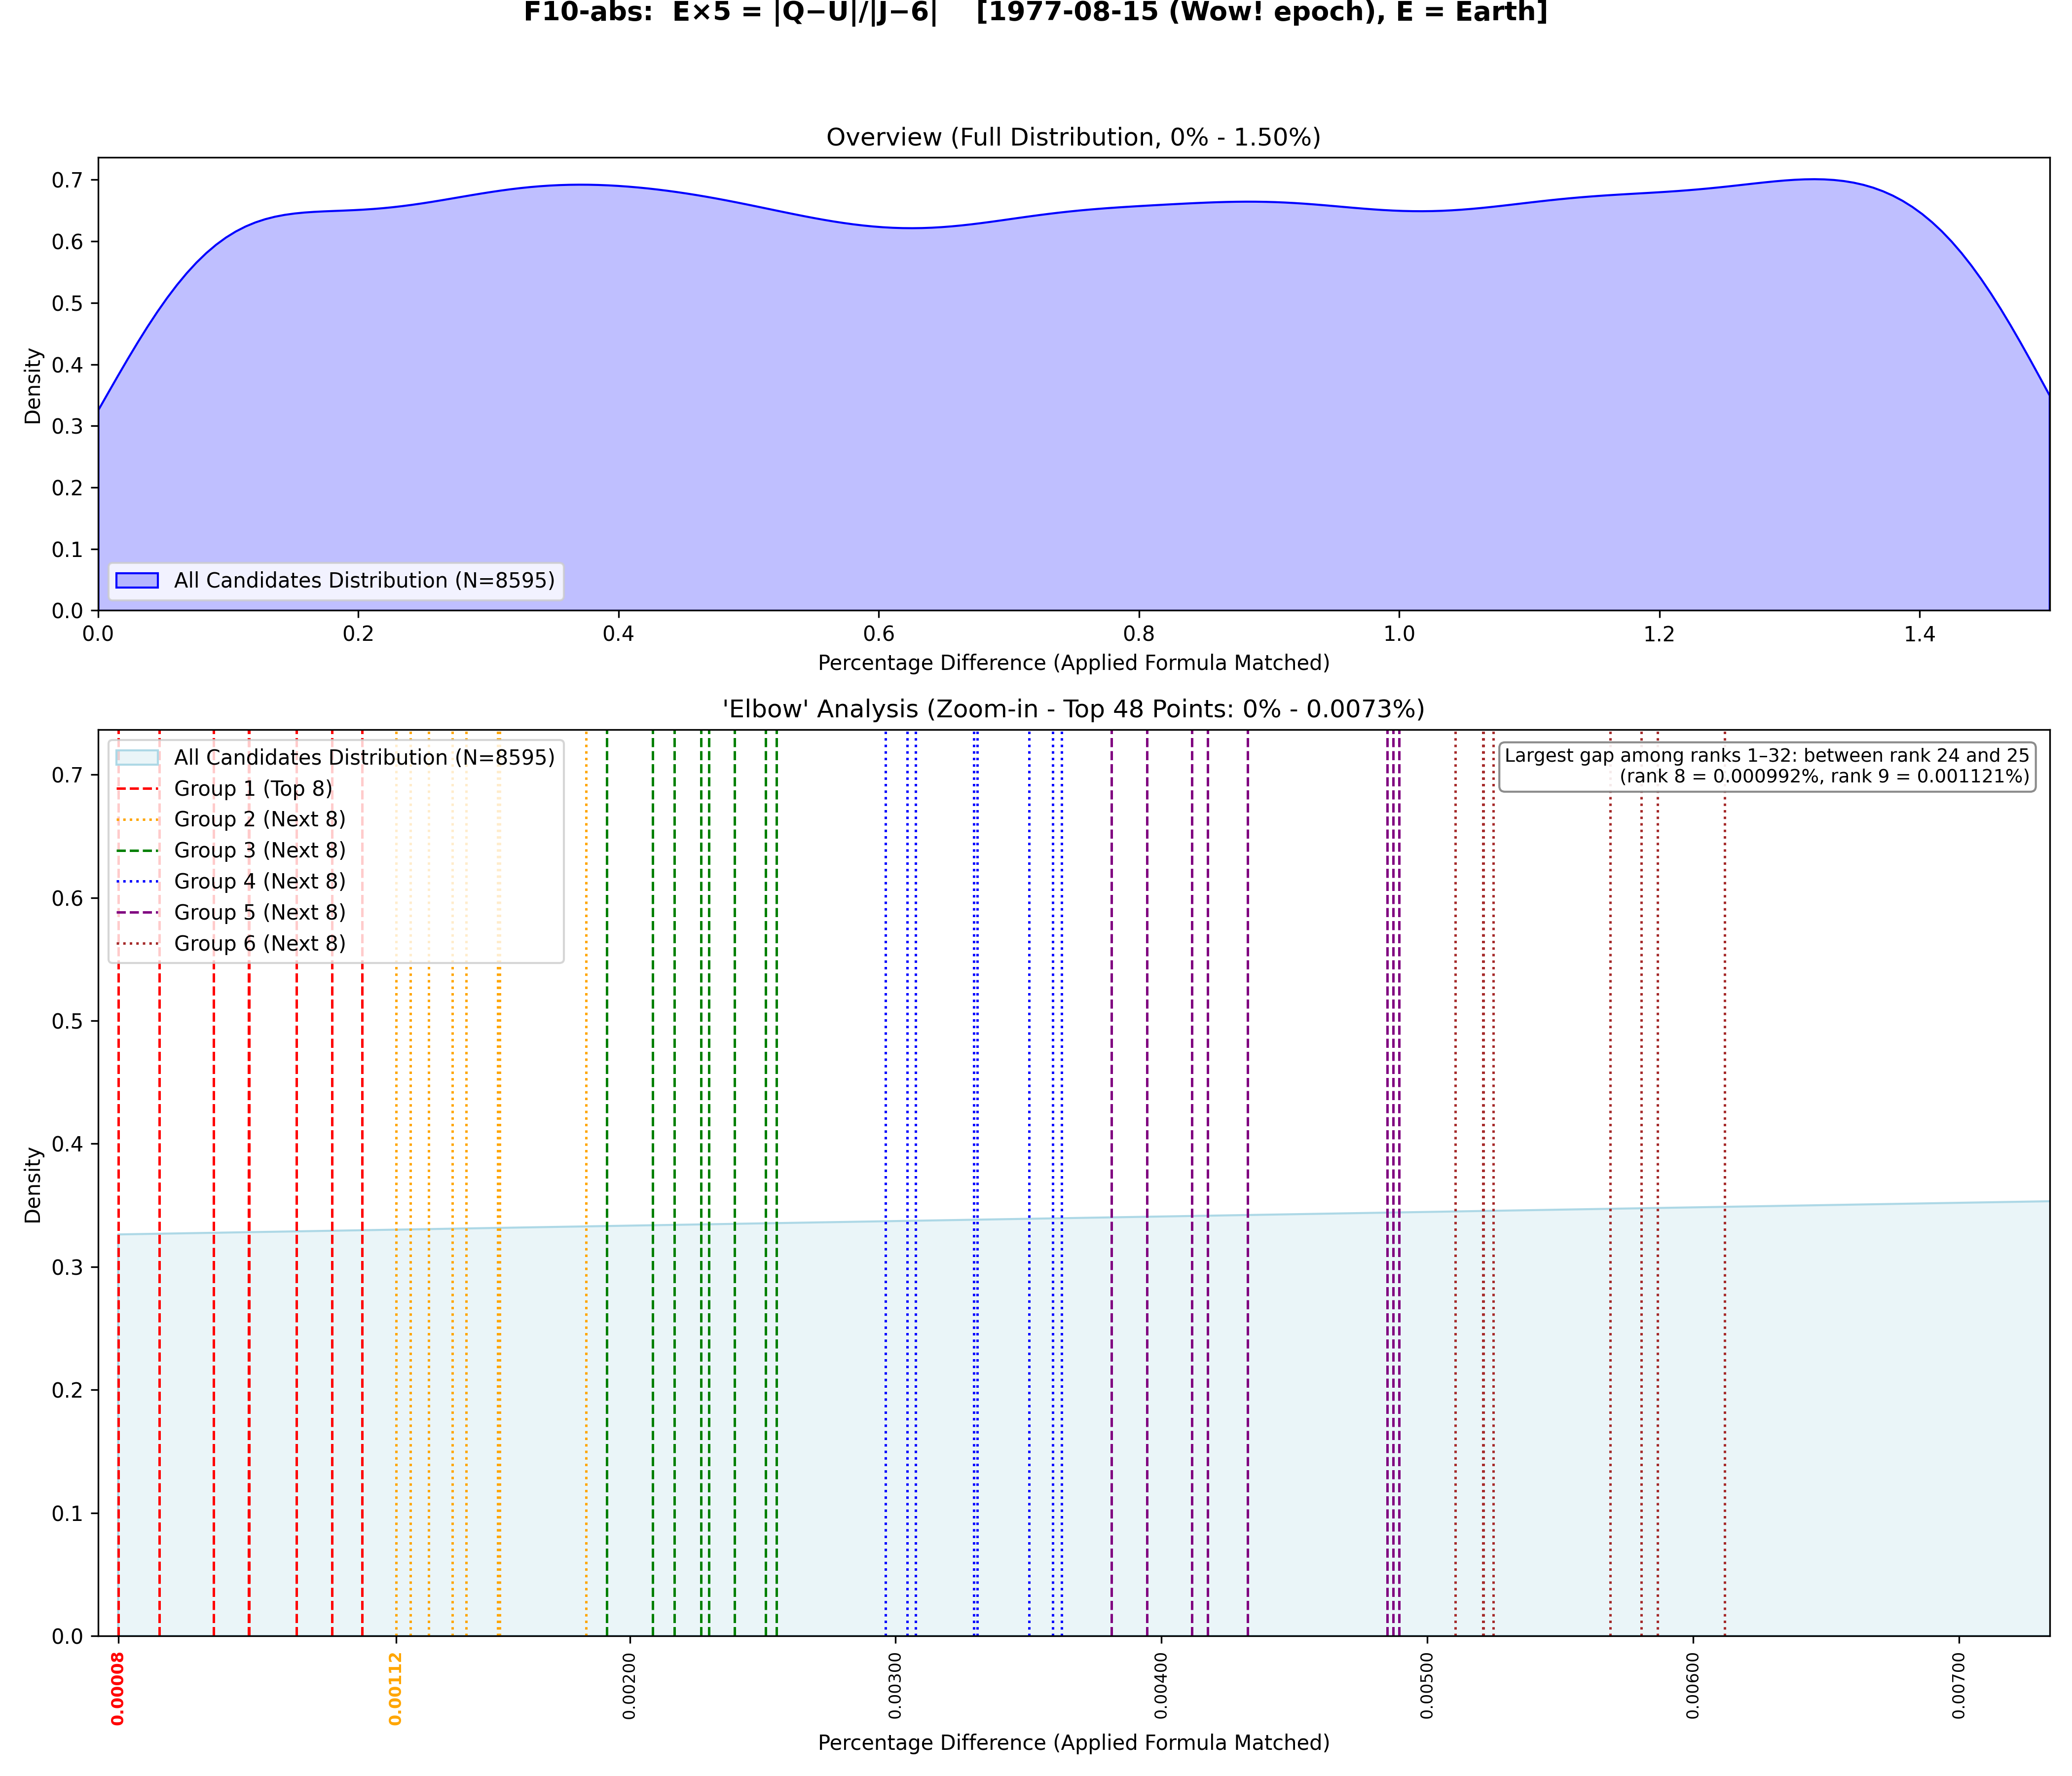 F10-abs:  E×5 = |Q−U|/|J−6|    [1977-08-15 (Wow! epoch), E = Earth]
Overview (Full Distribution, 0% - 1.50%)
Density
0.7
0.6
0.5
0.4
0.3
0.2
0.1
0.0
All Candidates Distribution (N=8595)
0.0 0.2 0.4 0.6 0.8 1.0 1.2 1.4
Percentage Difference (Applied Formula Matched)
'Elbow' Analysis (Zoom-in - Top 48 Points: 0% - 0.0073%)
Density
0.7
0.6
0.5
0.4
0.3
0.2
0.1
0.0
All Candidates Distribution (N=8595)
Group 1 (Top 8)
Group 2 (Next 8)
Group 3 (Next 8)
Group 4 (Next 8)
Group 5 (Next 8)
Group 6 (Next 8)
Largest gap among ranks 1–32: between rank 24 and 25
(rank 8 = 0.000992%, rank 9 = 0.001121%)
0.00008 0.00112 0.00200 0.00300 0.00400 0.00500 0.00600 0.00700
Percentage Difference (Applied Formula Matched)